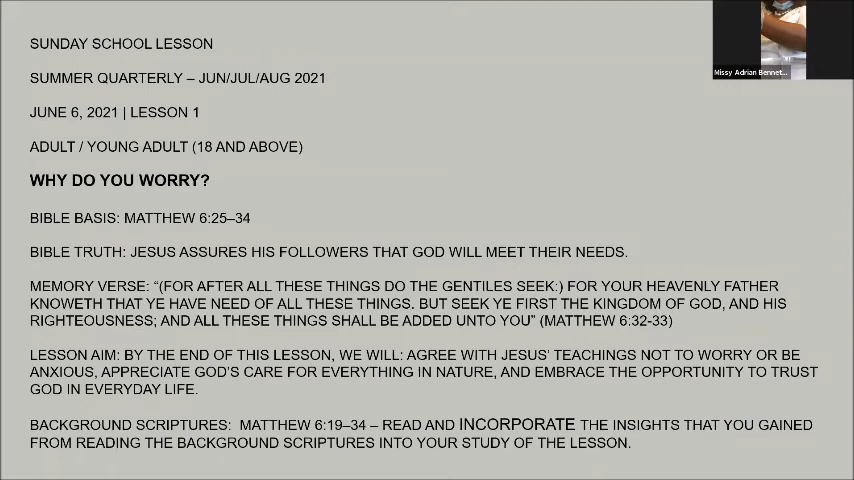 SUNDAY SCHOOL LESSON
SUMMER QUARTERLY – JUN/JUL/AUG 2021
JUNE 6, 2021 | LESSON 1
ADULT / YOUNG ADULT (18 AND ABOVE)
WHY DO YOU WORRY?
BIBLE BASIS: MATTHEW 6:25–34
BIBLE TRUTH: JESUS ASSURES HIS FOLLOWERS THAT GOD WILL MEET THEIR NEEDS.
MEMORY VERSE: “(FOR AFTER ALL THESE THINGS DO THE GENTILES SEEK:) FOR YOUR HEAVENLY FATHER
KNOWETH THAT YE HAVE NEED OF ALL THESE THINGS. BUT SEEK YE FIRST THE KINGDOM OF GOD, AND HIS
RIGHTEOUSNESS; AND ALL THESE THINGS SHALL BE ADDED UNTO YOU” (MATTHEW 6:32-33)
LESSON AIM: BY THE END OF THIS LESSON, WE WILL: AGREE WITH JESUS’ TEACHINGS NOT TO WORRY OR BE
ANXIOUS, APPRECIATE GOD’S CARE FOR EVERYTHING IN NATURE, AND EMBRACE THE OPPORTUNITY TO TRUST
GOD IN EVERYDAY LIFE.
BACKGROUND SCRIPTURES: MATTHEW 6:19–34 – READ AND INCORPORATE THE INSIGHTS THAT YOU GAINED
FROM READING THE BACKGROUND SCRIPTURES INTO YOUR STUDY OF THE LESSON.
Missy Adrian Bennet...